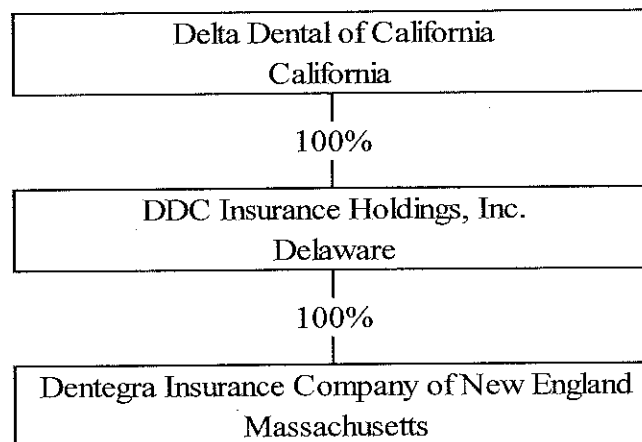 Delta Dental of California
California
100%
DDC Insurance Holdings, Inc.
Delaware
100%
Dentegra Insurance Company of New England
Massachusetts